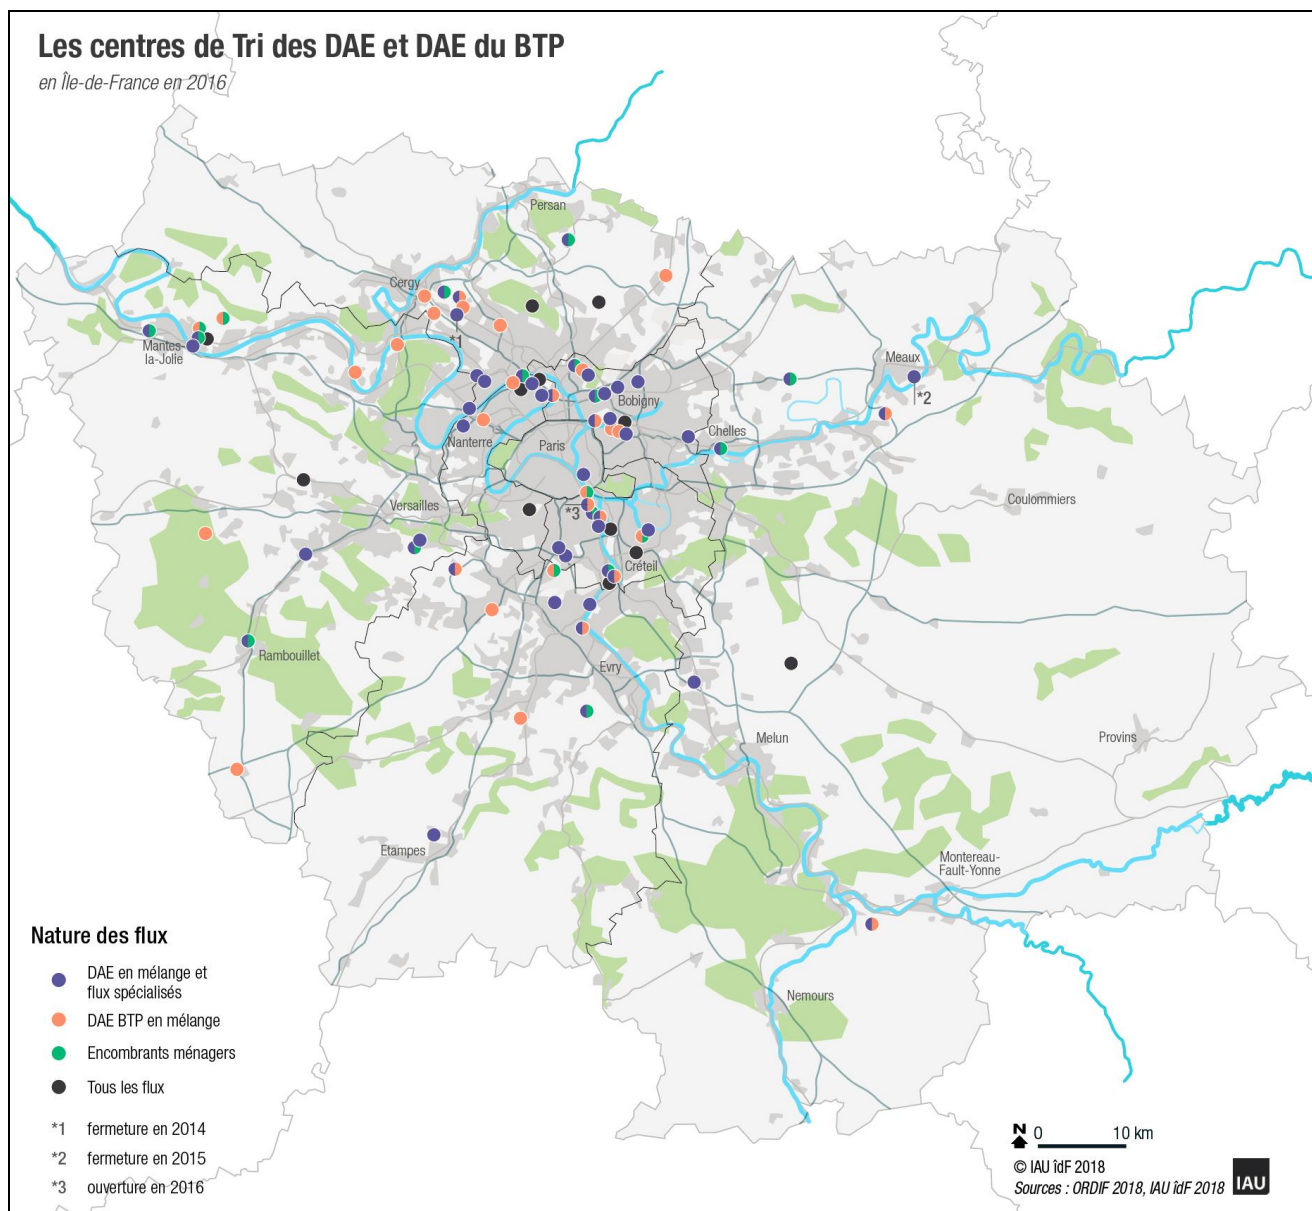 Les centres de Tri des DAE et DAE du BTP
en Île-de-France en 2016
Persan
Cergy
*1
Mantes-
la-Jolie
Meaux
*2
Bobigny
Chelles
Nanterre
Paris
Coulommiers
Versailles
*3
Créteil
Rambouillet
Evry
Melun
Provins
Etampes
Montereau-
Fault-Yonne
Nemours
Nature des flux
DAE en mélange et
flux spécialisés
DAE BTP en mélange
Encombrants ménagers
Tous les flux
*1 fermeture en 2014
*2 fermeture en 2015
*3 ouverture en 2016
N 0 10 km
© IAU îdF 2018
Sources : ORDIF 2018, IAU îdF 2018
IAU